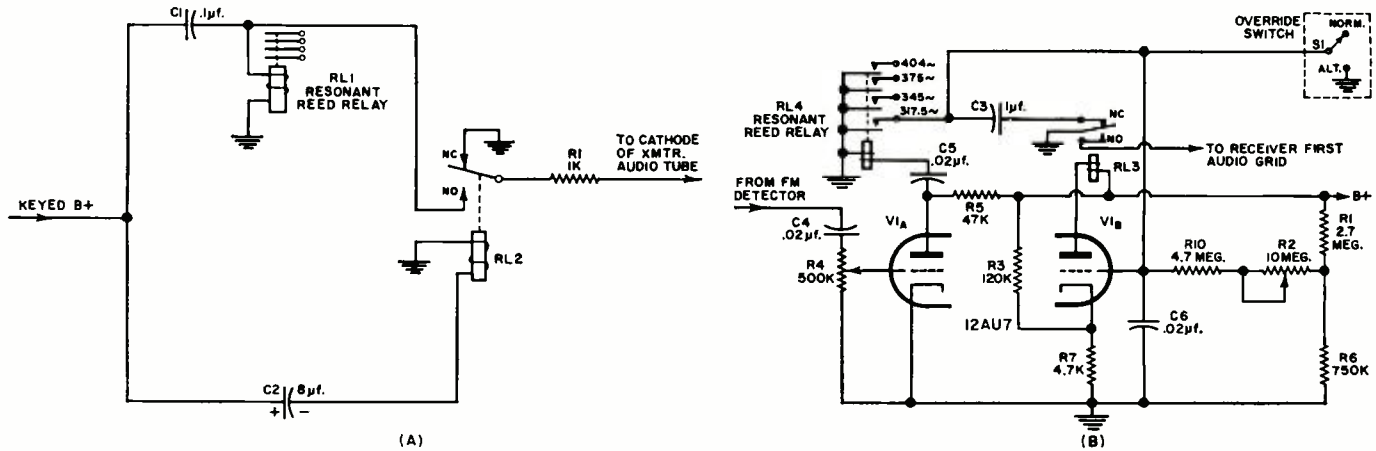 C1 .1µf.
RL1
RESONANT
REED RELAY
KEYED B+
NC
NO
R1
1K
TO CATHODE
OF XMTR.
AUDIO TUBE
RL2
C2 8µf.
+ -
(A)
OVERRIDE
SWITCH
NORM.
S1
ALT.
404~
376~
345~
317.5~
RL4
RESONANT
REED RELAY
C3 .1µf.
NC
NO
TO RECEIVER FIRST
AUDIO GRID
C5
.02µf.
RL3
FROM FM
DETECTOR
C4
.02µf.
R5
47K
B+
V1A
V1B
R1
2.7
MEG.
R4
500K
R3
120K
R10
4.7 MEG.
R2
10 MEG.
12AU7
C6
.02µf.
R7
4.7K
R6
750K
(B)